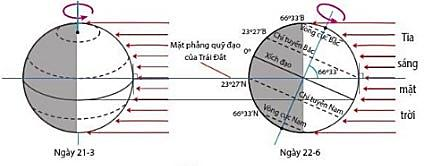 66°33'B
Vòng cực Bắc
23°27'B
Chí tuyến Bắc
Tia
0°
Xích đạo
Mặt phẳng quỹ đạo
của Trái Đất
sáng
66°33'
23°27'N
Chí tuyến Nam
mặt
66°33'N
Vòng cực Nam
trời
Ngày 21-3
Ngày 22-6